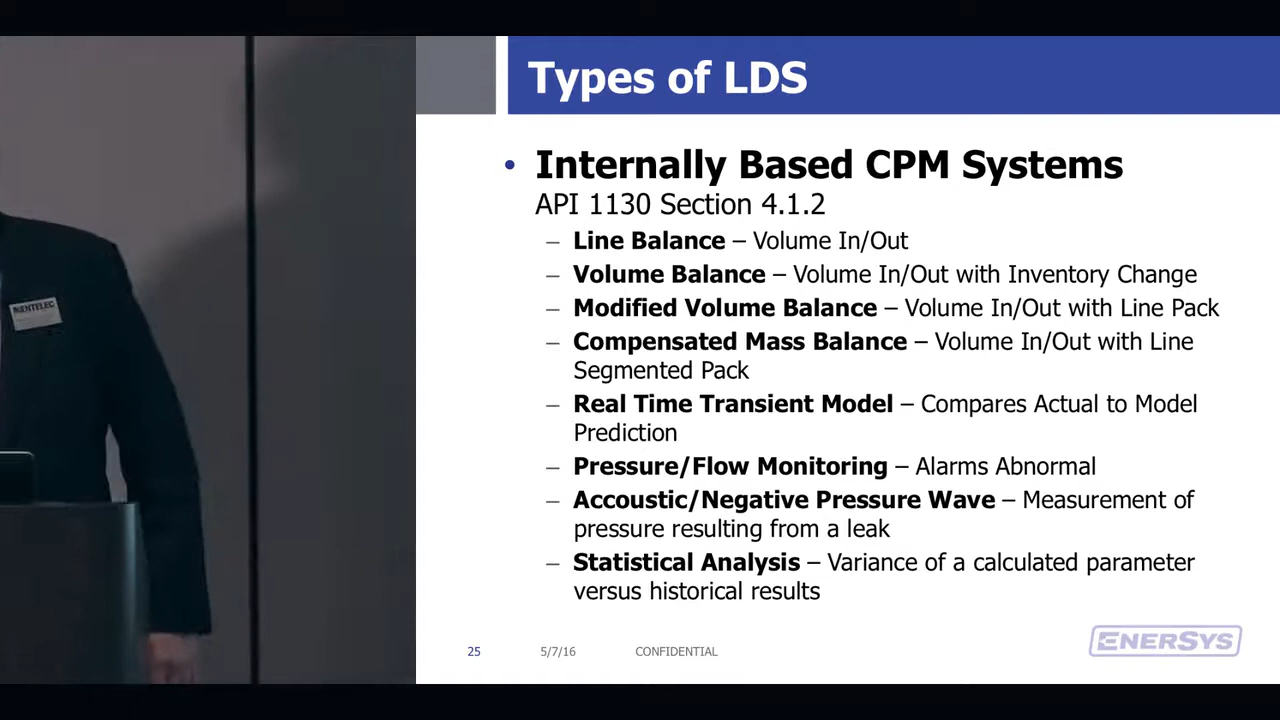 Types of LDS
• Internally Based CPM Systems
API 1130 Section 4.1.2
– Line Balance – Volume In/Out
– Volume Balance – Volume In/Out with Inventory Change
– Modified Volume Balance – Volume In/Out with Line Pack
– Compensated Mass Balance – Volume In/Out with Line
Segmented Pack
– Real Time Transient Model – Compares Actual to Model
Prediction
– Pressure/Flow Monitoring – Alarms Abnormal
– Accoustic/Negative Pressure Wave – Measurement of
pressure resulting from a leak
– Statistical Analysis – Variance of a calculated parameter
versus historical results
25 5/7/16 CONFIDENTIAL
ENERSYS